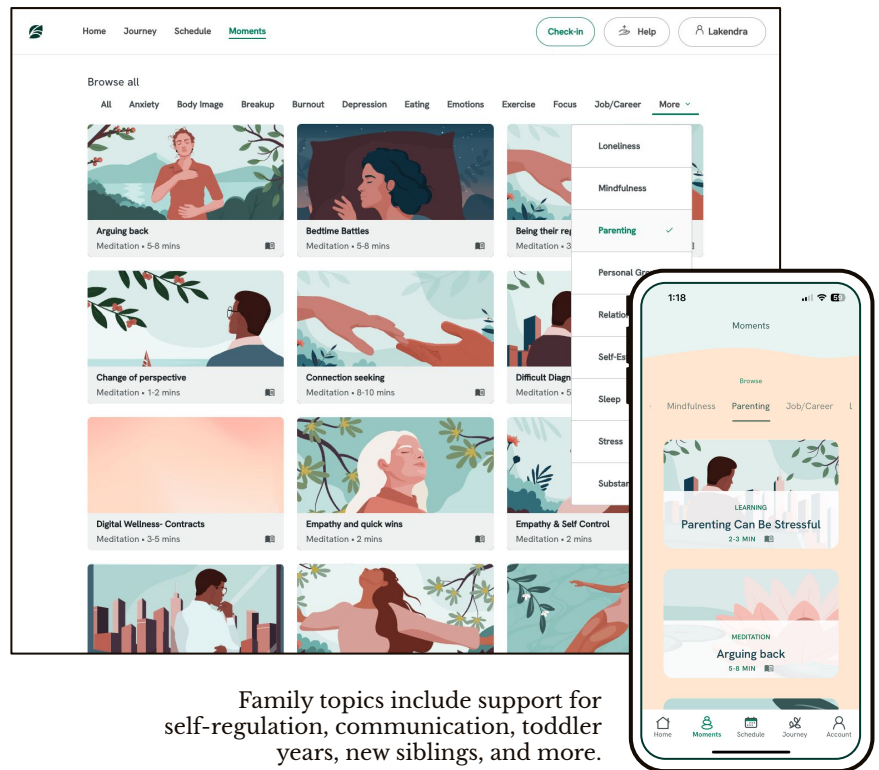 Home Journey Schedule Moments Check-in Help Lakendra
Browse all
All Anxiety Body Image Breakup Burnout Depression Eating Emotions Exercise Focus Job/Career More
Loneliness
Mindfulness
Parenting
Personal
Sleep
Stress
Arguing back
Meditation • 5-8 mins
Bedtime Battles
Meditation • 5-8 mins
Being their
Meditation •
Change of perspective
Meditation • 1-2 mins
Connection seeking
Meditation • 8-10 mins
Difficult
Meditation •
Digital Wellness- Contracts
Meditation • 3-5 mins
Empathy and quick wins
Meditation • 2 mins
Empathy & Self Control
Meditation • 2 mins
1:18
Moments
Browse
Mindfulness Parenting Job/Career
LEARNING
Parenting Can Be Stressful
2-3 MIN
MEDITATION
Arguing back
5-8 MIN
Home Moments Schedule Journey Account
Family topics include support for
self-regulation, communication, toddler
years, new siblings, and more.